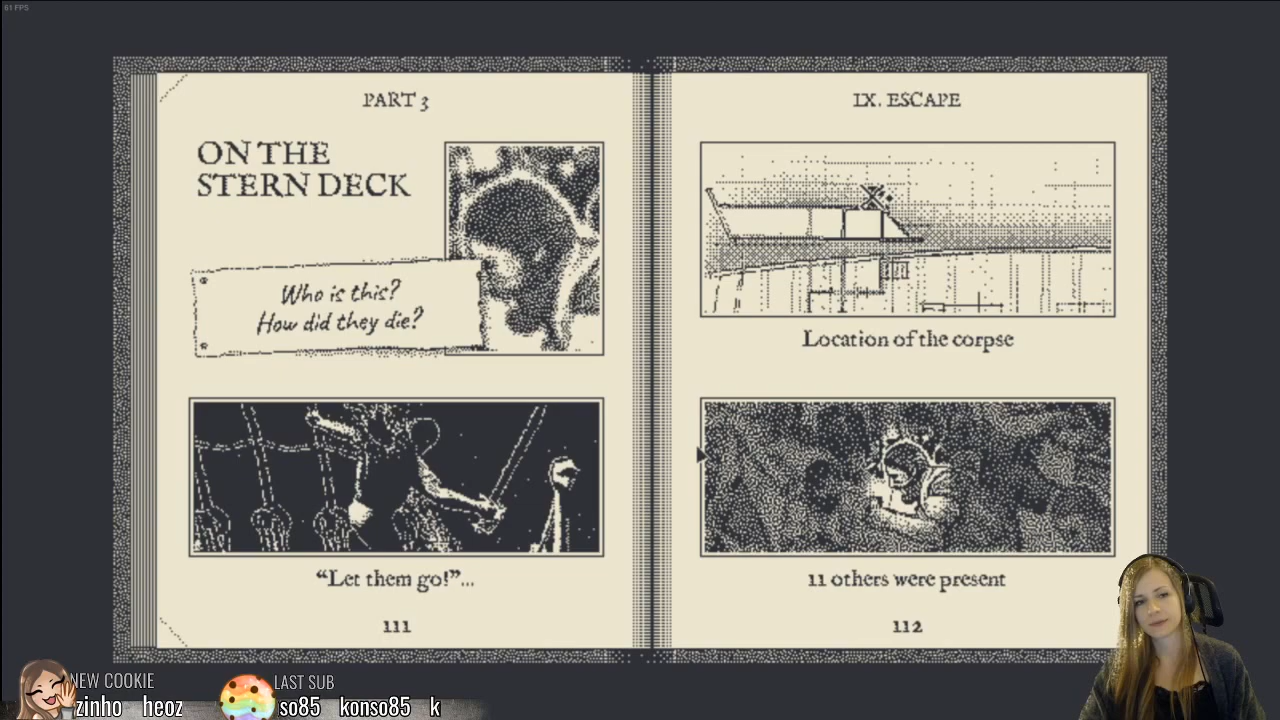 61 FPS
PART 3
ON THE
STERN DECK
Who is this?
How did they die?
"Let them go!"...
111
IX. ESCAPE
Location of the corpse
11 others were present
112
NEW COOKIE
zinho heoz
LAST SUB
so85 konso85 k